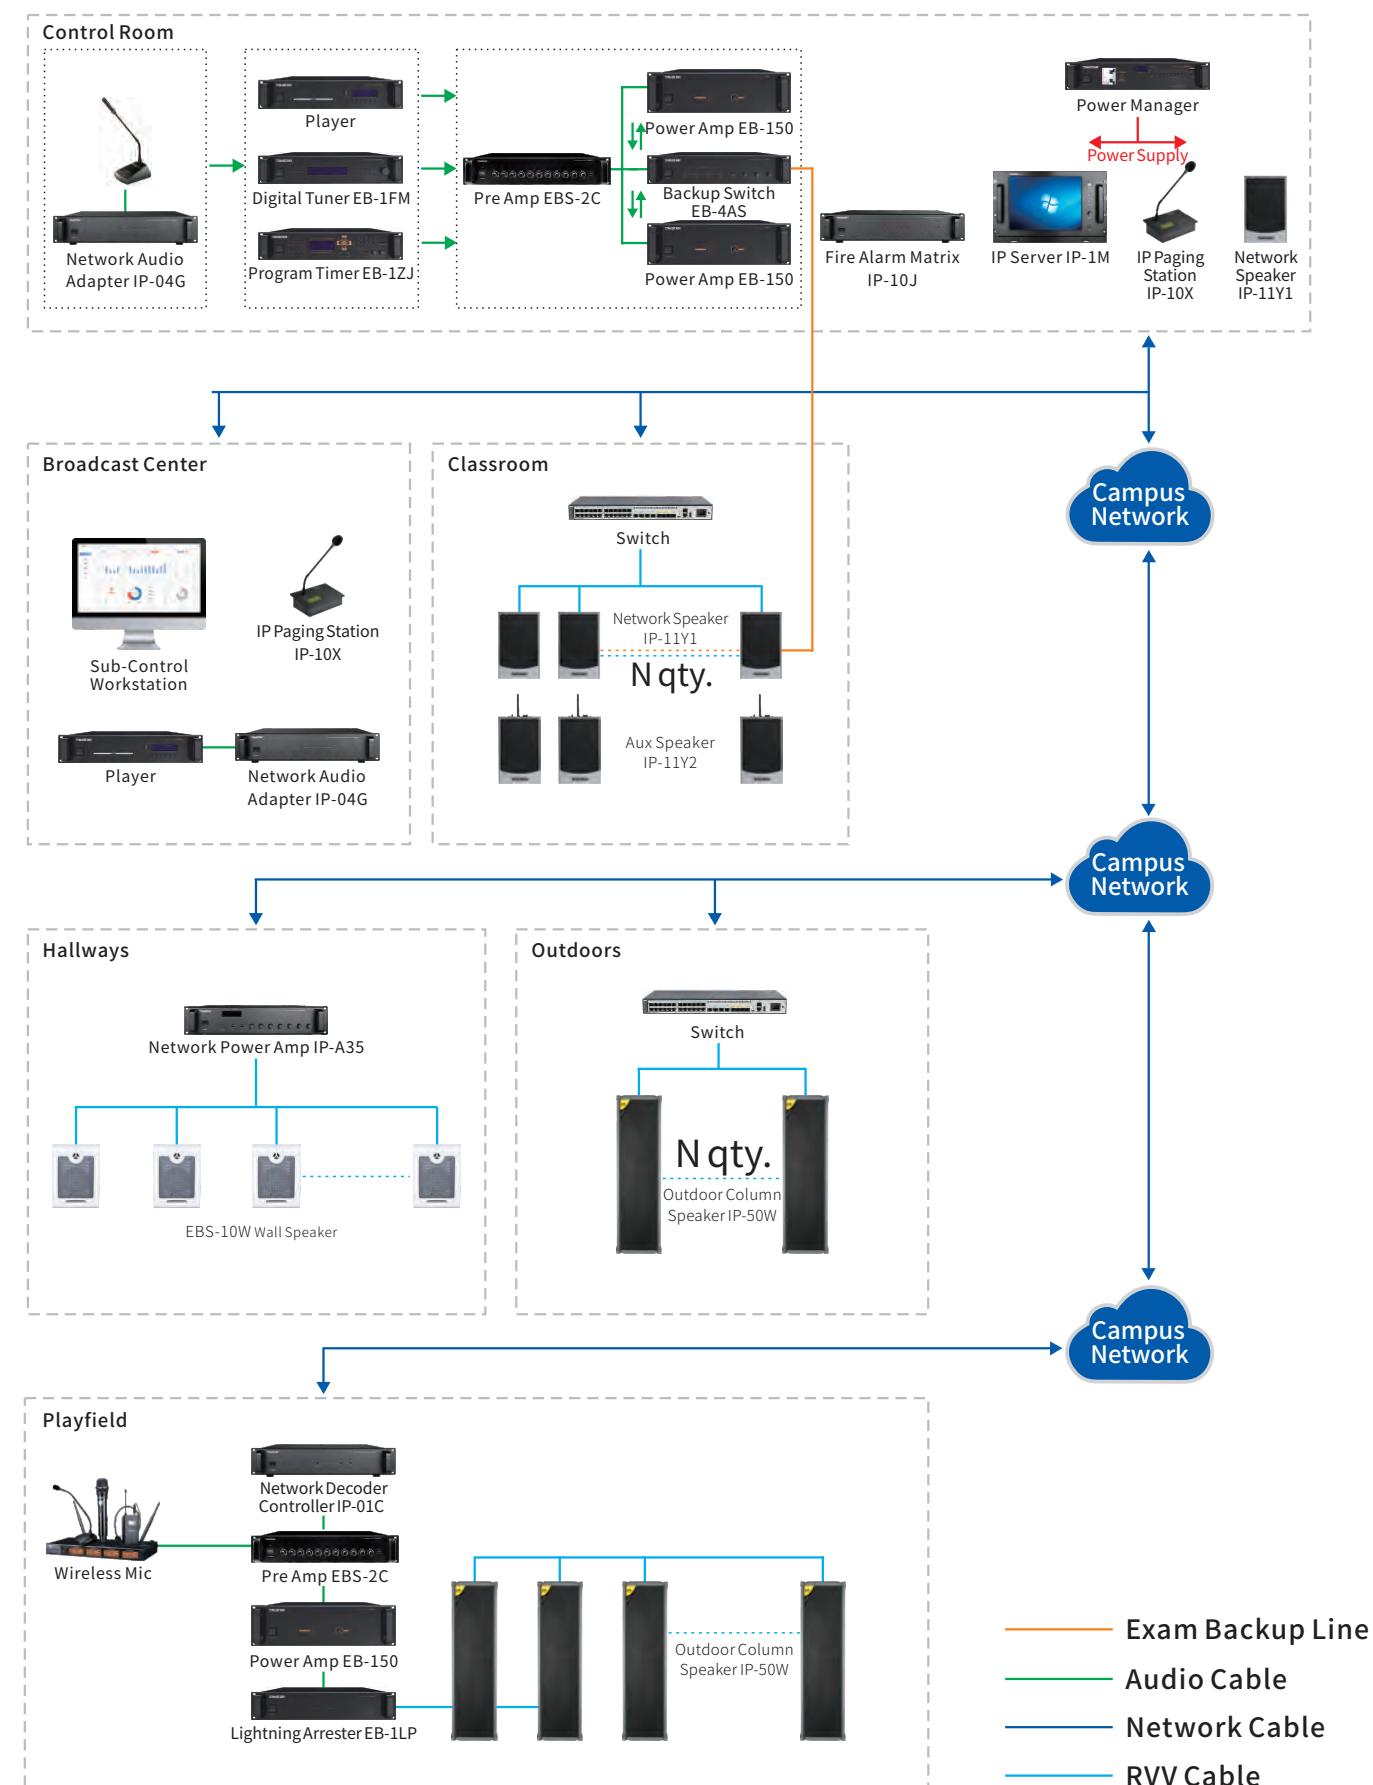 Control Room
Player
Digital Tuner EB-1FM
Program Timer EB-1ZJ
Network Audio
Adapter IP-04G
Pre Amp EBS-2C
Power Amp EB-150
Backup Switch
EB-4AS
Power Amp EB-150
Fire Alarm Matrix
IP-10J
Power Manager
Power Supply
IP Server IP-1M
IP Paging
Station
IP-10X
Network
Speaker
IP-11Y1
Broadcast Center
Sub-Control
Workstation
IP Paging Station
IP-10X
Player
Network Audio
Adapter IP-04G
Classroom
Switch
Network Speaker
IP-11Y1
N qty.
Aux Speaker
IP-11Y2
Campus
Network
Campus
Network
Hallways
Network Power Amp IP-A35
EBS-10W Wall Speaker
Outdoors
Switch
N qty.
Outdoor Column
Speaker IP-50W
Campus
Network
Playfield
Wireless Mic
Network Decoder
Controller IP-01C
Pre Amp EBS-2C
Power Amp EB-150
Lightning Arrester EB-1LP
Outdoor Column
Speaker IP-50W
Exam Backup Line
Audio Cable
Network Cable
RVV Cable